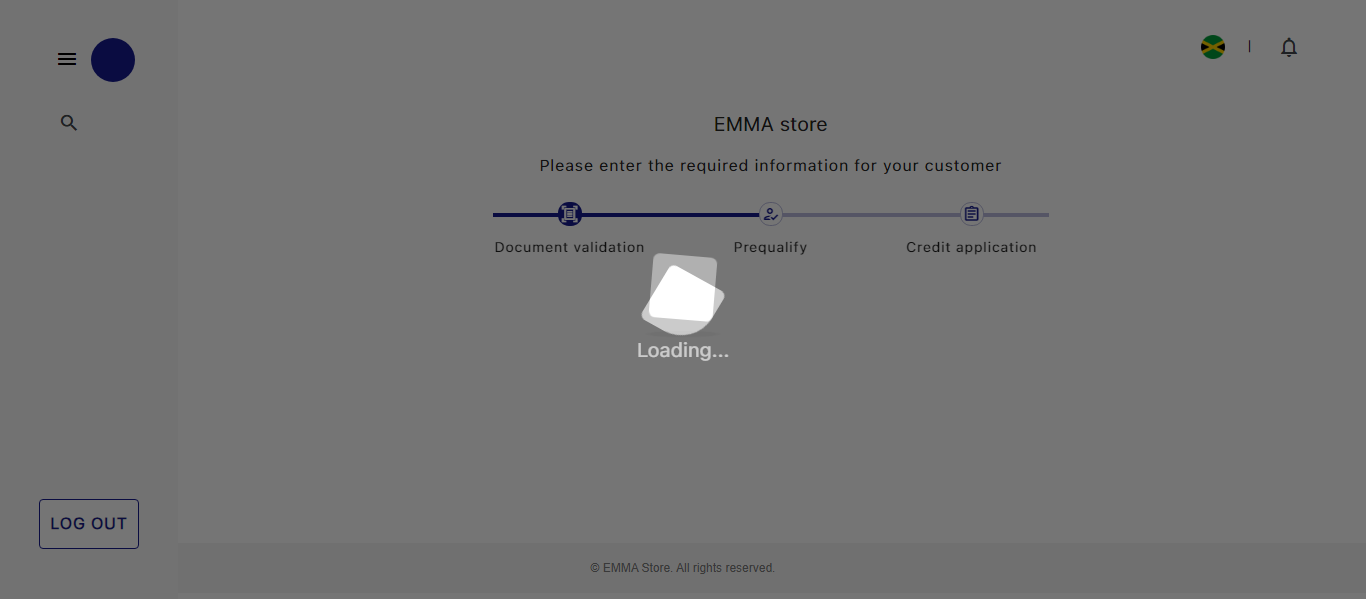 EMMA store
Please enter the required information for your customer
Document validation
Prequalify
Credit application
Loading...
LOG OUT
© EMMA Store. All rights reserved.